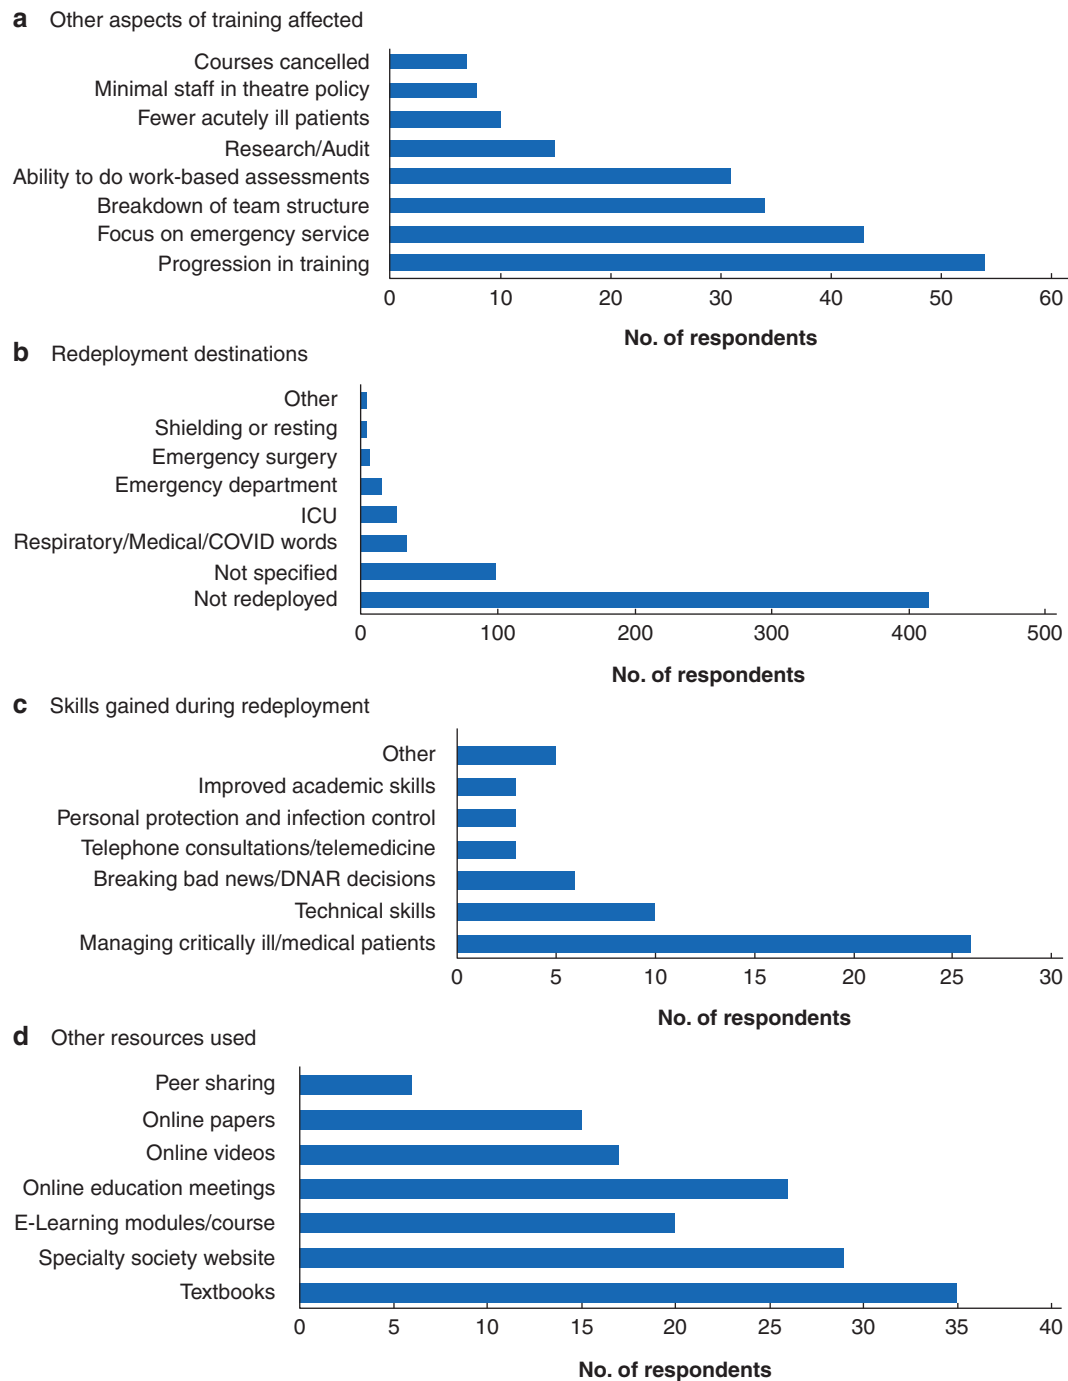 a Other aspects of training affected
Courses cancelled
Minimal staff in theatre policy
Fewer acutely ill patients
Research/Audit
Ability to do work-based assessments
Breakdown of team structure
Focus on emergency service
Progression in training
0 10 20 30 40 50 60
No. of respondents
b Redeployment destinations
Other
Shielding or resting
Emergency surgery
Emergency department
ICU
Respiratory/Medical/COVID words
Not specified
Not redeployed
0 100 200 300 400 500
No. of respondents
c Skills gained during redeployment
Other
Improved academic skills
Personal protection and infection control
Telephone consultations/telemedicine
Breaking bad news/DNAR decisions
Technical skills
Managing critically ill/medical patients
0 5 10 15 20 25 30
No. of respondents
d Other resources used
Peer sharing
Online papers
Online videos
Online education meetings
E-Learning modules/course
Specialty society website
Textbooks
0 5 10 15 20 25 30 35 40
No. of respondents